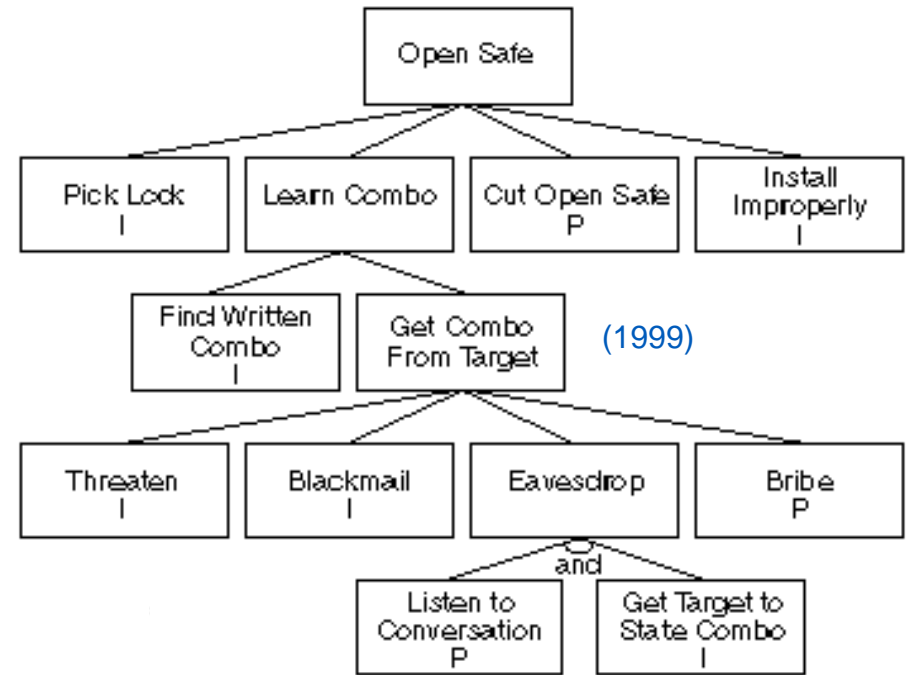 Open Safe
Pick Lock
I
Learn Combo
Cut Open Safe
P
Install
Improperly
I
Find Written
Combo
I
Get Combo
From Target
(1999)
Threaten
I
Blackmail
I
Eavesdrop
Bribe
P
and
Listen to
Conversation
P
Get Target to
State Combo
I